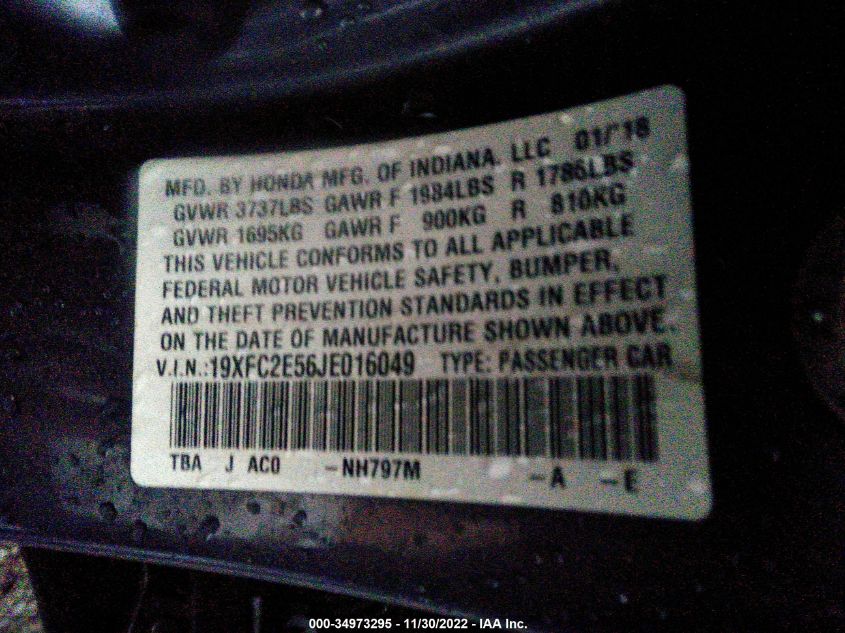 MFD. BY HONDA MFG. OF INDIANA, LLC 01/'18
GVWR 3737LBS GAWR F 1984LBS R 1786LBS
GVWR 1695KG GAWR F 900KG R 810KG
THIS VEHICLE CONFORMS TO ALL APPLICABLE
FEDERAL MOTOR VEHICLE SAFETY, BUMPER,
AND THEFT PREVENTION STANDARDS IN EFFECT
ON THE DATE OF MANUFACTURE SHOWN ABOVE.
V.I.N.:19XFC2E56JE016049 TYPE: PASSENGER CAR
TBA J AC0 -NH797M -A -E
000-34973295 - 11/30/2022 - IAA Inc.